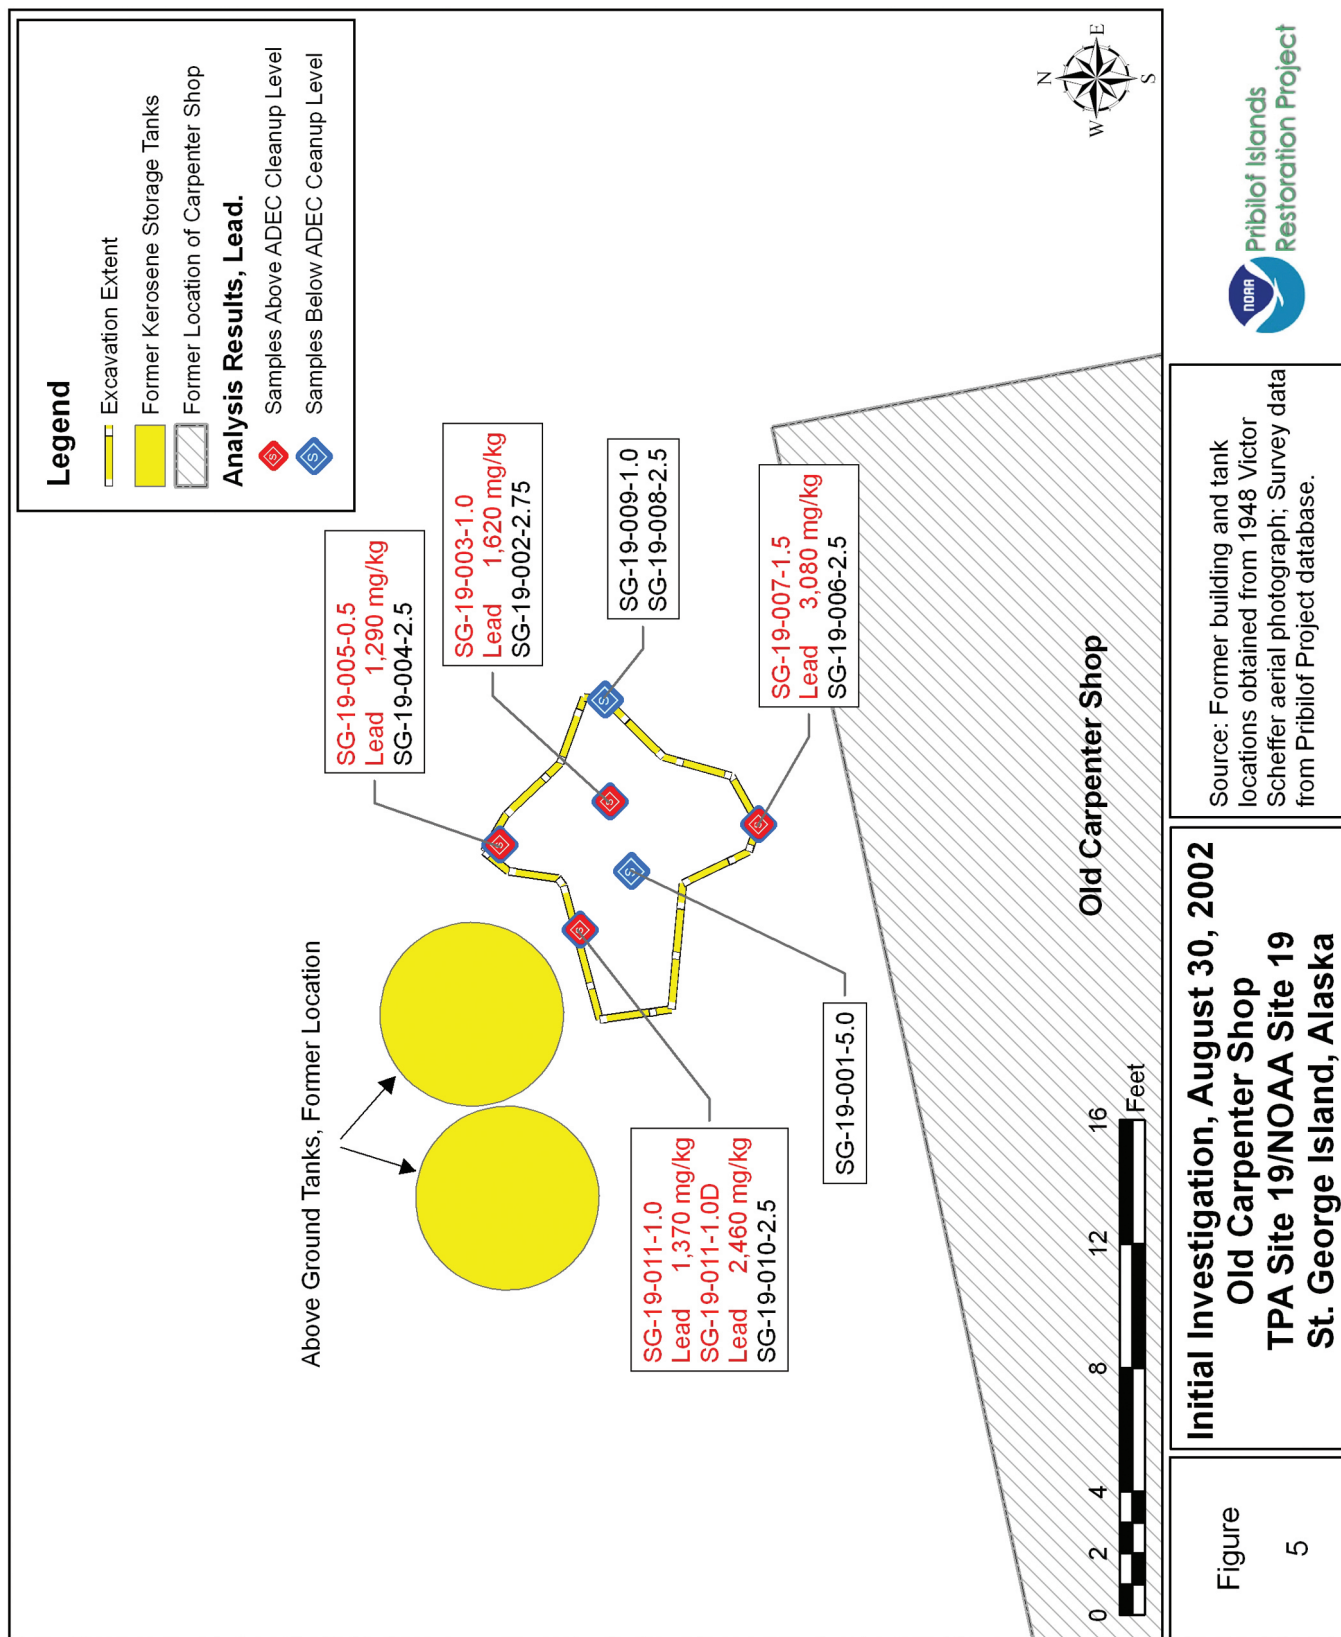 Legend
Excavation Extent
Former Kerosene Storage Tanks
Former Location of Carpenter Shop
Analysis Results, Lead.
S
Samples Above ADEC Cleanup Level
S
Samples Below ADEC Ceanup Level
Above Ground Tanks, Former Location
SG-19-005-0.5
Lead 1,290 mg/kg
SG-19-004-2.5
SG-19-003-1.0
Lead 1,620 mg/kg
SG-19-002-2.75
SG-19-009-1.0
SG-19-008-2.5
SG-19-007-1.5
Lead 3,080 mg/kg
SG-19-006-2.5
SG-19-011-1.0
Lead 1,370 mg/kg
SG-19-011-1.0D
Lead 2,460 mg/kg
SG-19-010-2.5
SG-19-001-5.0
S
S
S
S
S
S
Old Carpenter Shop
N
W E
S
0 2 4 8 12 16
Feet
Figure
5
Initial Investigation, August 30, 2002
Old Carpenter Shop
TPA Site 19/NOAA Site 19
St. George Island, Alaska
Source: Former building and tank
locations obtained from 1948 Victor
Scheffer aerial photograph; Survey data
from Pribilof Project database.
NOAA
Pribilof Islands
Restoration Project